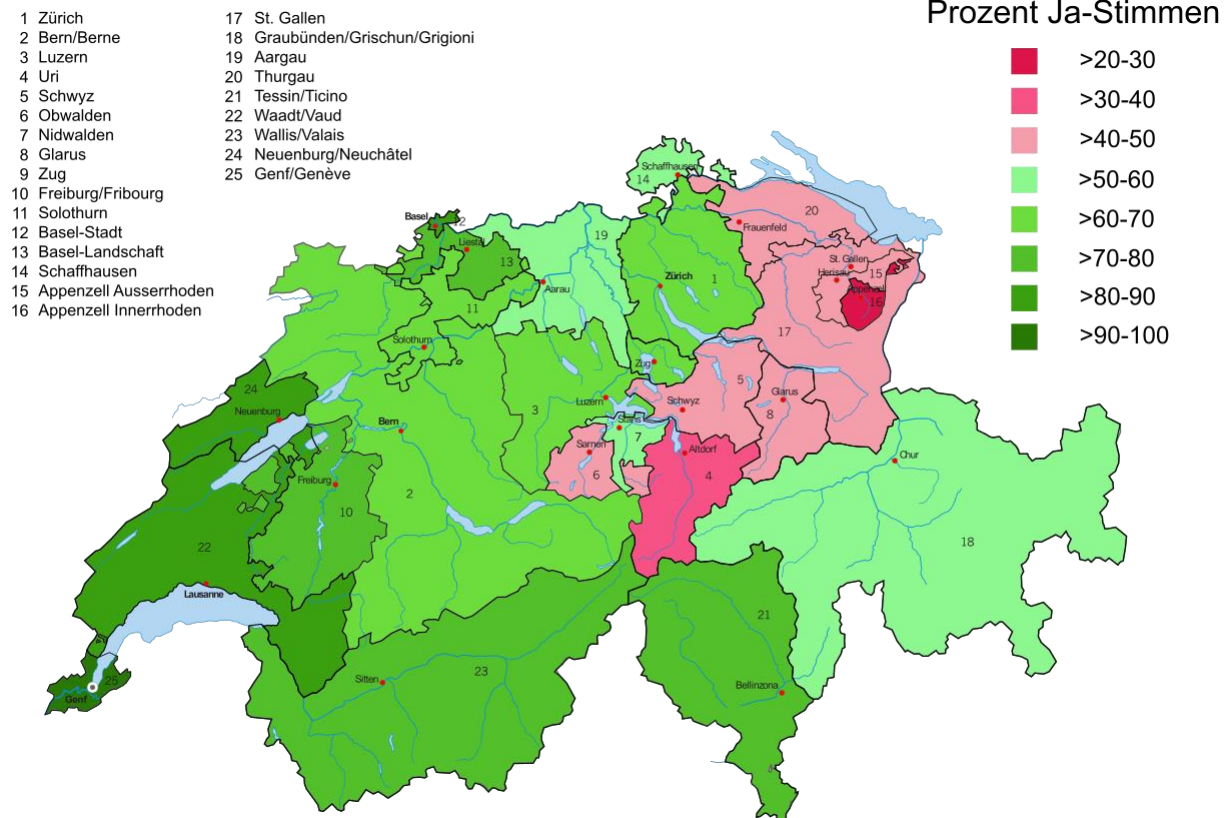 1 Zürich
2 Bern/Berne
3 Luzern
4 Uri
5 Schwyz
6 Obwalden
7 Nidwalden
8 Glarus
9 Zug
10 Freiburg/Fribourg
11 Solothurn
12 Basel-Stadt
13 Basel-Landschaft
14 Schaffhausen
15 Appenzell Ausserrhoden
16 Appenzell Innerrhoden
17 St. Gallen
18 Graubünden/Grischun/Grigioni
19 Aargau
20 Thurgau
21 Tessin/Ticino
22 Waadt/Vaud
23 Wallis/Valais
24 Neuenburg/Neuchâtel
25 Genf/Genève
Prozent Ja-Stimmen
>20-30
>30-40
>40-50
>50-60
>60-70
>70-80
>80-90
>90-100
Schaffhausen
14
Basel
12
20
Frauenfeld
19
Liestal
13
St. Gallen
Herisau
15
Zürich
1
Aarau
Appenzell
16
11
17
Solothurn
Zug
5
24
Glarus
Luzern
Schwyz
Neuenburg
3
8
Bern
Stans
7
Sarnen
Altdorf
Chur
6
4
Freiburg
2
10
22
18
Lausanne
21
23
Sitten
Bellinzona
25
Genf